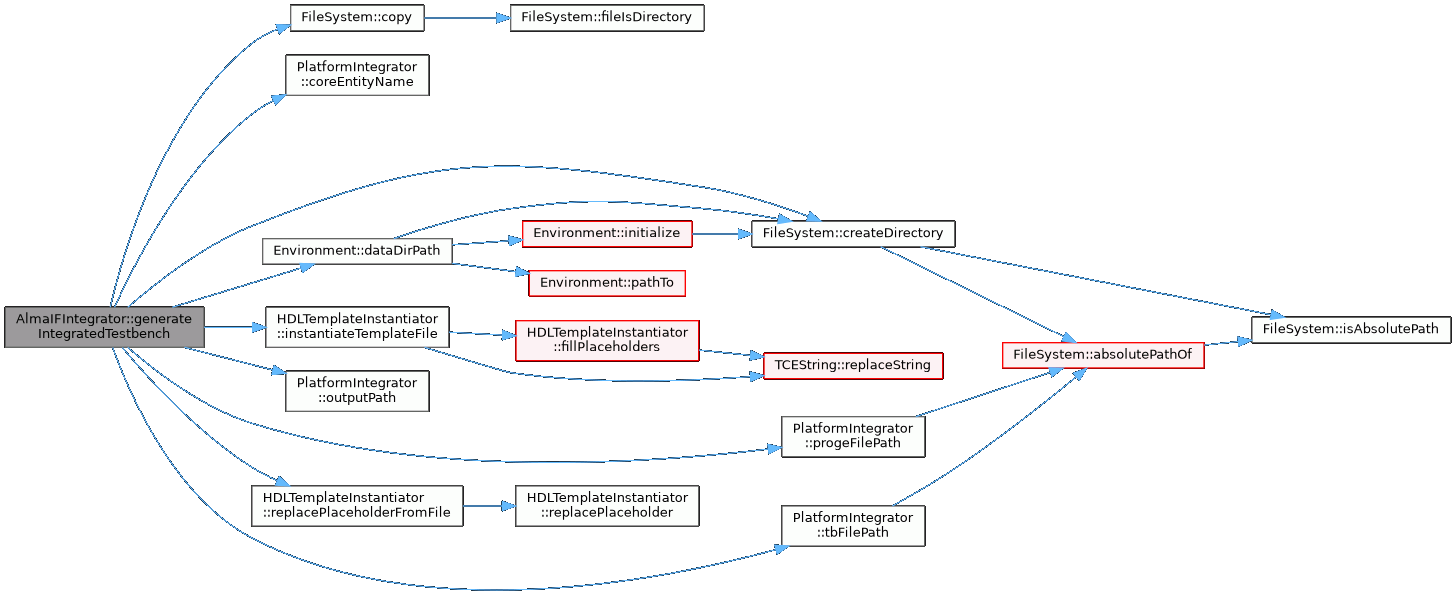 FileSystem::copy
FileSystem::fileIsDirectory
PlatformIntegrator
::coreEntityName
FileSystem::createDirectory
Environment::initialize
Environment::dataDirPath
Environment::pathTo
AlmaIFIntegrator::generate
IntegratedTestbench
HDLTemplateInstantiator
::instantiateTemplateFile
HDLTemplateInstantiator
::fillPlaceholders
FileSystem::isAbsolutePath
FileSystem::absolutePathOf
TCEString::replaceString
PlatformIntegrator
::outputPath
PlatformIntegrator
::progeFilePath
HDLTemplateInstantiator
::replacePlaceholderFromFile
HDLTemplateInstantiator
::replacePlaceholder
PlatformIntegrator
::tbFilePath